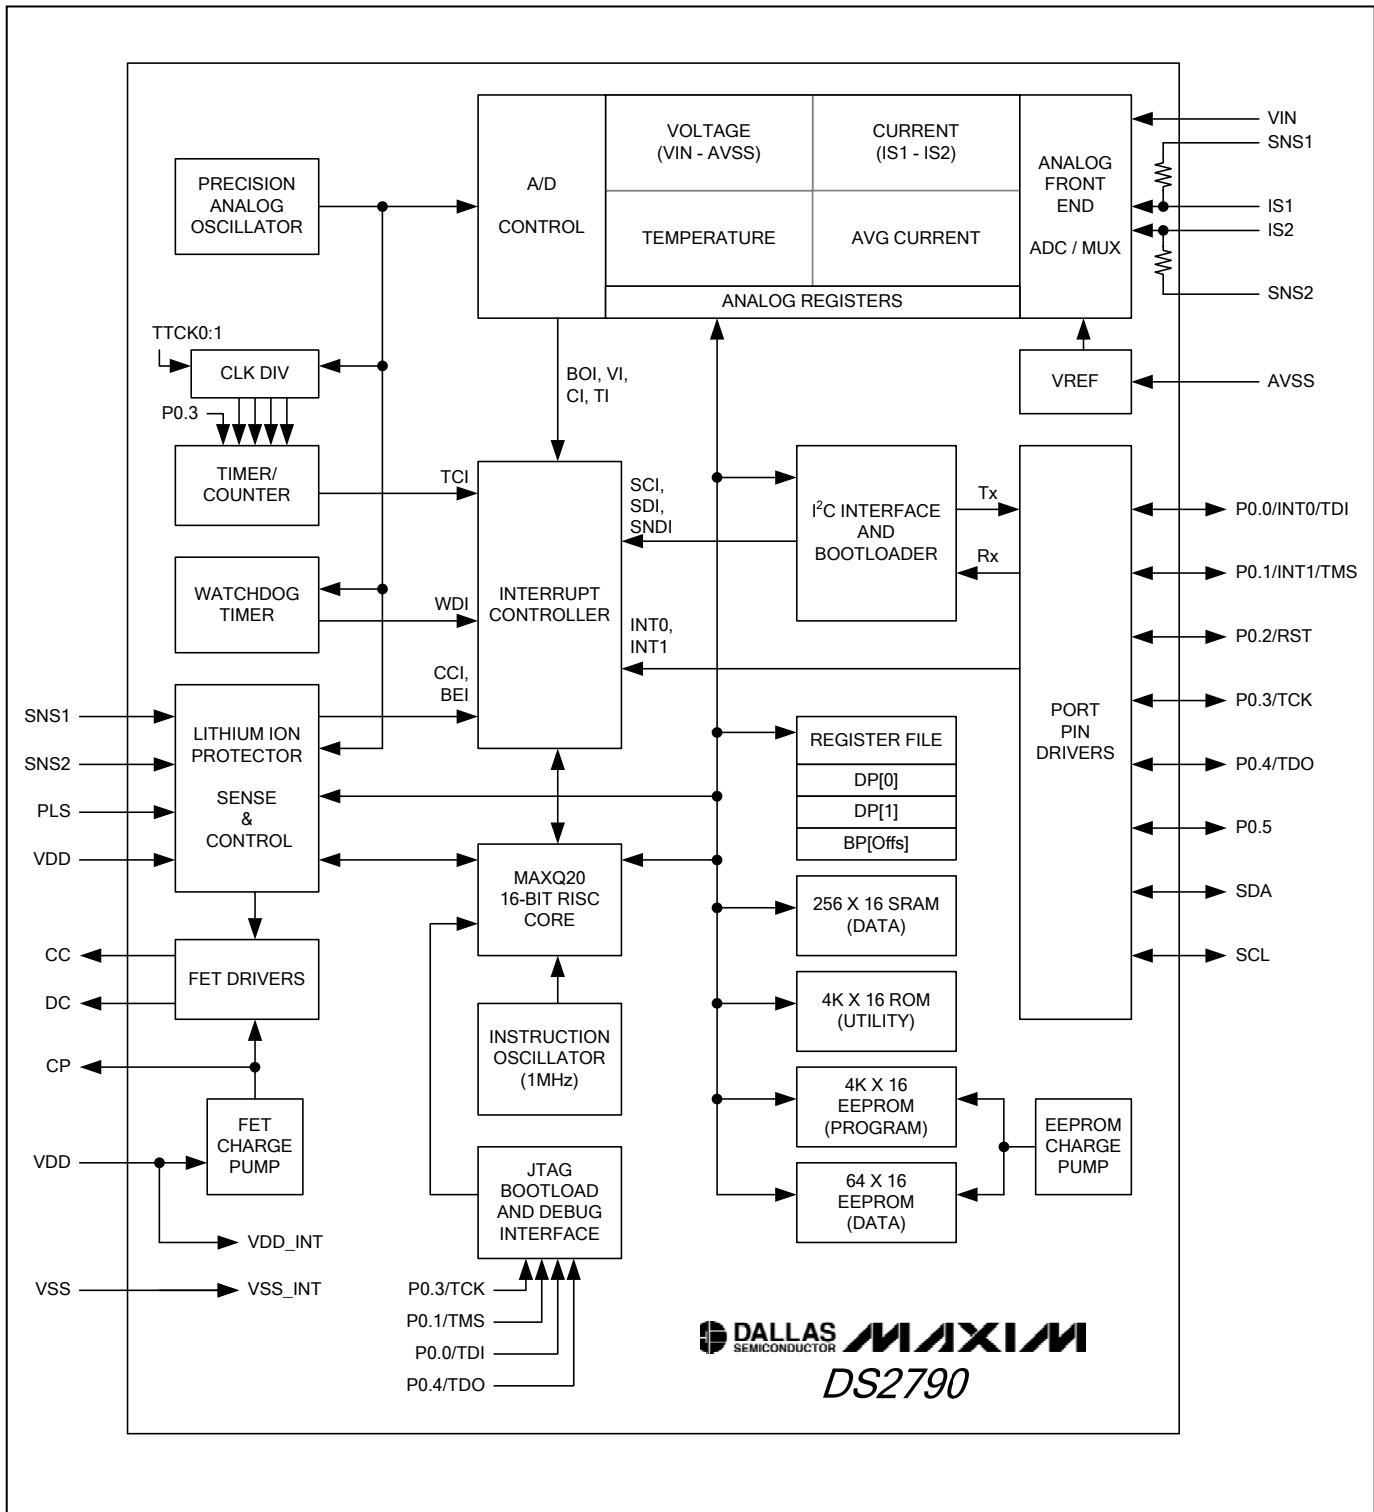 VOLTAGE
(VIN - AVSS)
CURRENT
(IS1 - IS2)
A/D
CONTROL
TEMPERATURE
AVG CURRENT
ANALOG REGISTERS
ANALOG
FRONT
END
ADC / MUX
VIN
SNS1
IS1
IS2
SNS2
PRECISION
ANALOG
OSCILLATOR
TTCK0:1
CLK DIV
P0.3
BOI, VI,
CI, TI
VREF
AVSS
TIMER/
COUNTER
TCI
SCI,
SDI,
SNDI
I²C INTERFACE
AND
BOOTLOADER
Tx
Rx
P0.0/INT0/TDI
P0.1/INT1/TMS
P0.2/RST
P0.3/TCK
P0.4/TDO
P0.5
SDA
SCL
WATCHDOG
TIMER
WDI
INTERRUPT
CONTROLLER
INT0,
INT1
CCI,
BEI
PORT
PIN
DRIVERS
SNS1
SNS2
PLS
VDD
LITHIUM ION
PROTECTOR
SENSE
&
CONTROL
REGISTER FILE
DP[0]
DP[1]
BP[Offs]
MAXQ20
16-BIT RISC
CORE
256 X 16 SRAM
(DATA)
CC
DC
CP
FET DRIVERS
INSTRUCTION
OSCILLATOR
(1MHz)
4K X 16 ROM
(UTILITY)
4K X 16
EEPROM
(PROGRAM)
EEPROM
CHARGE
PUMP
FET
CHARGE
PUMP
VDD
64 X 16
EEPROM
(DATA)
JTAG
BOOTLOAD
AND DEBUG
INTERFACE
VDD_INT
VSS
VSS_INT
P0.3/TCK
P0.1/TMS
P0.0/TDI
P0.4/TDO
DALLAS
SEMICONDUCTOR
MAXIM
DS2790